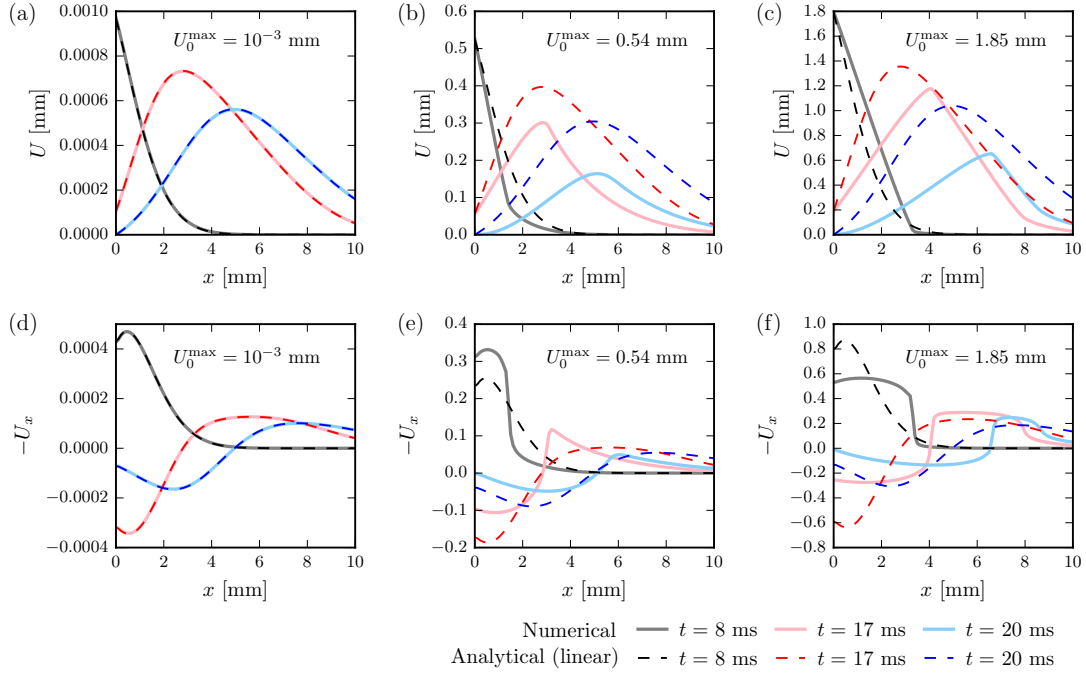 (a)
U_0^max = 10^−3 mm
0.0010
0.0008
0.0006
0.0004
0.0002
0.0000
U [mm]
0 2 4 6 8 10
x [mm]
(b)
U_0^max = 0.54 mm
0.6
0.5
0.4
0.3
0.2
0.1
0.0
U [mm]
0 2 4 6 8 10
x [mm]
(c)
U_0^max = 1.85 mm
1.8
1.6
1.4
1.2
1.0
0.8
0.6
0.4
0.2
0.0
U [mm]
0 2 4 6 8 10
x [mm]
(d)
U_0^max = 10^−3 mm
0.0004
0.0002
0.0000
−0.0002
−0.0004
−U_x
0 2 4 6 8 10
x [mm]
(e)
U_0^max = 0.54 mm
0.4
0.3
0.2
0.1
0.0
−0.1
−0.2
−U_x
0 2 4 6 8 10
x [mm]
(f)
U_0^max = 1.85 mm
1.0
0.8
0.6
0.4
0.2
0.0
−0.2
−0.4
−0.6
−0.8
−U_x
0 2 4 6 8 10
x [mm]
Numerical t = 8 ms t = 17 ms t = 20 ms
Analytical (linear) t = 8 ms t = 17 ms t = 20 ms